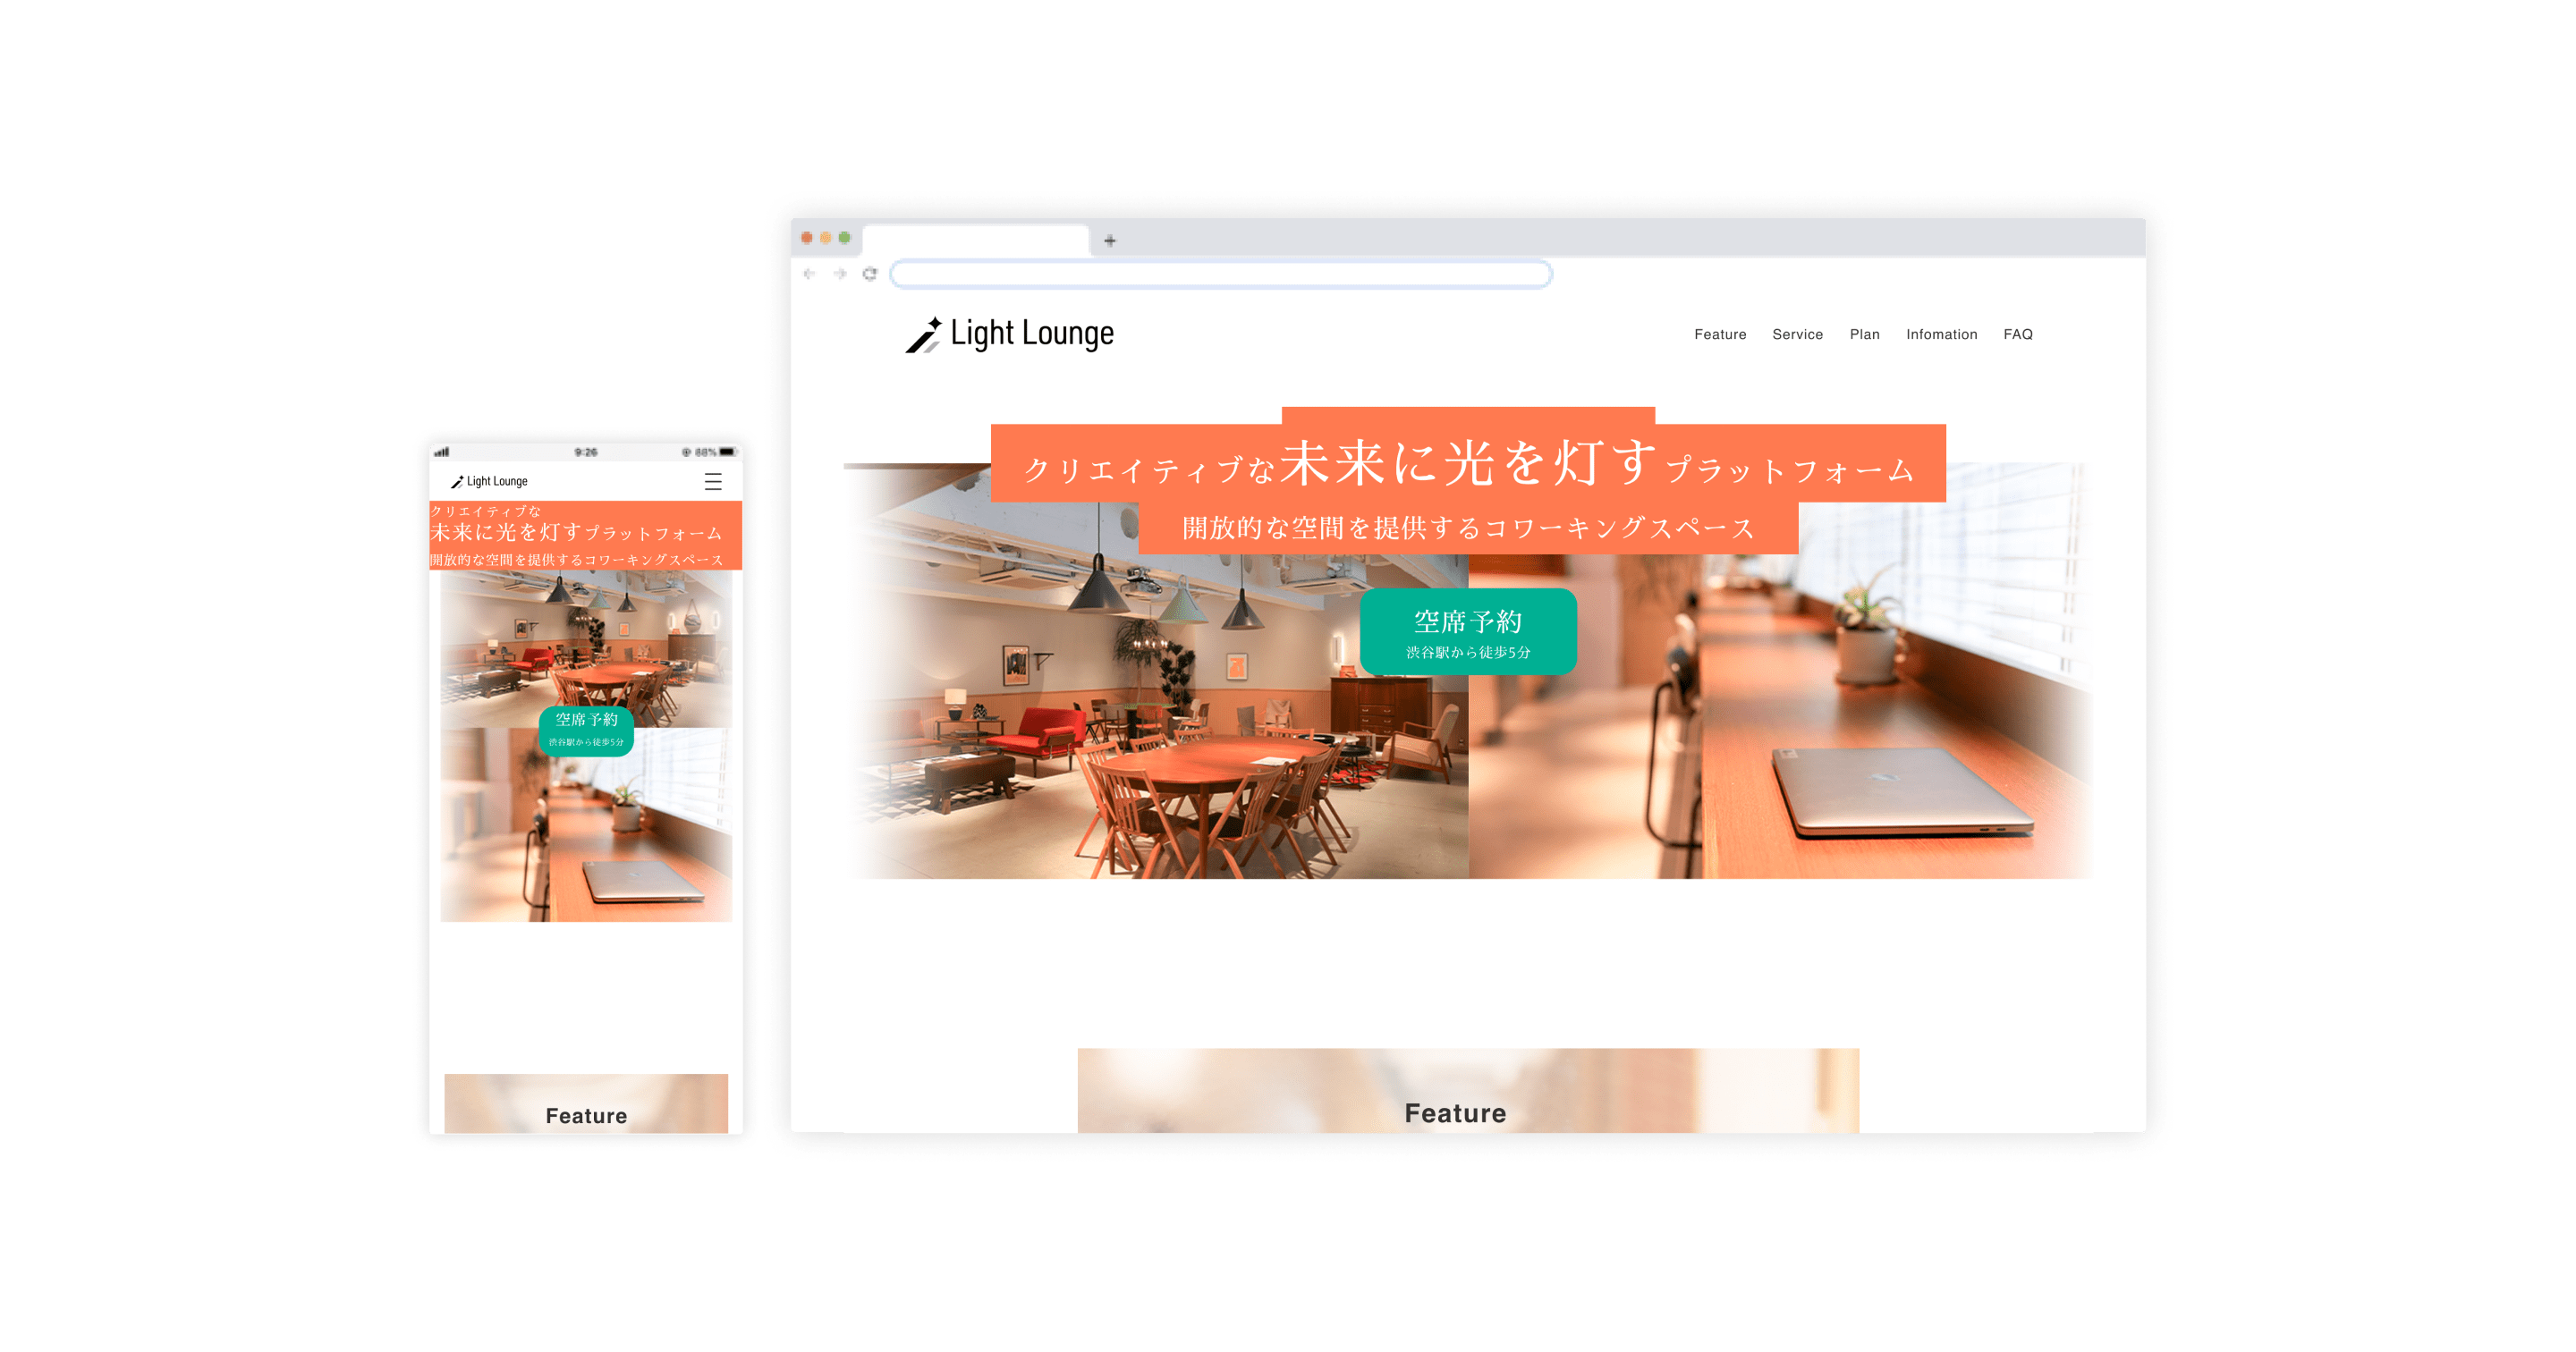 9:26
88%
Light Lounge
クリエイティブな
未来に光を灯すプラットフォーム
開放的な空間を提供するコワーキングスペース
空席予約
渋谷駅から徒歩5分
Feature
Light Lounge
Feature Service Plan Infomation FAQ
クリエイティブな未来に光を灯すプラットフォーム
開放的な空間を提供するコワーキングスペース
空席予約
渋谷駅から徒歩5分
Feature